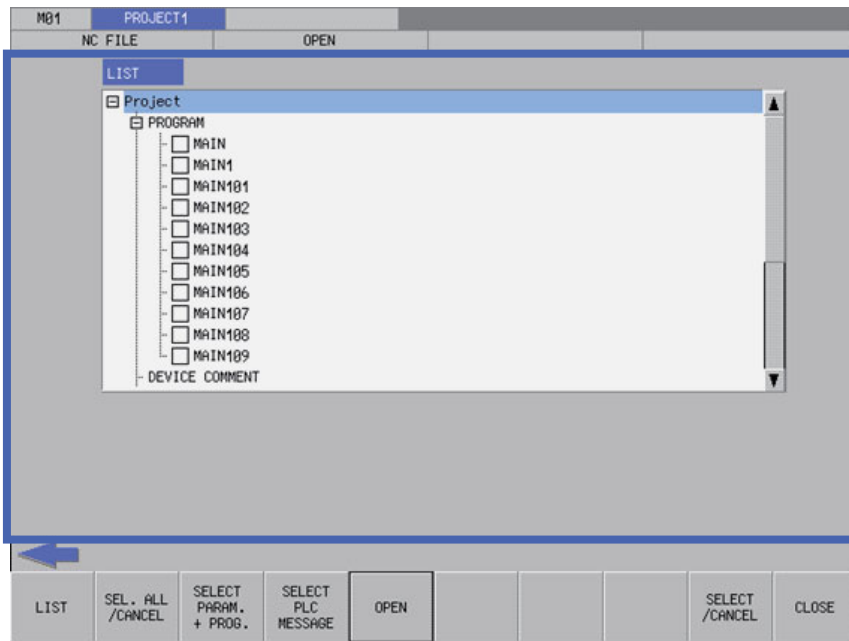 M01 PROJECT1
NC FILE OPEN
LIST
Project
PROGRAM
MAIN
MAIN1
MAIN101
MAIN102
MAIN103
MAIN104
MAIN105
MAIN106
MAIN107
MAIN108
MAIN109
DEVICE COMMENT
LIST
SEL. ALL
/CANCEL
SELECT
PARAM.
+ PROG.
SELECT
PLC
MESSAGE
OPEN
SELECT
/CANCEL
CLOSE